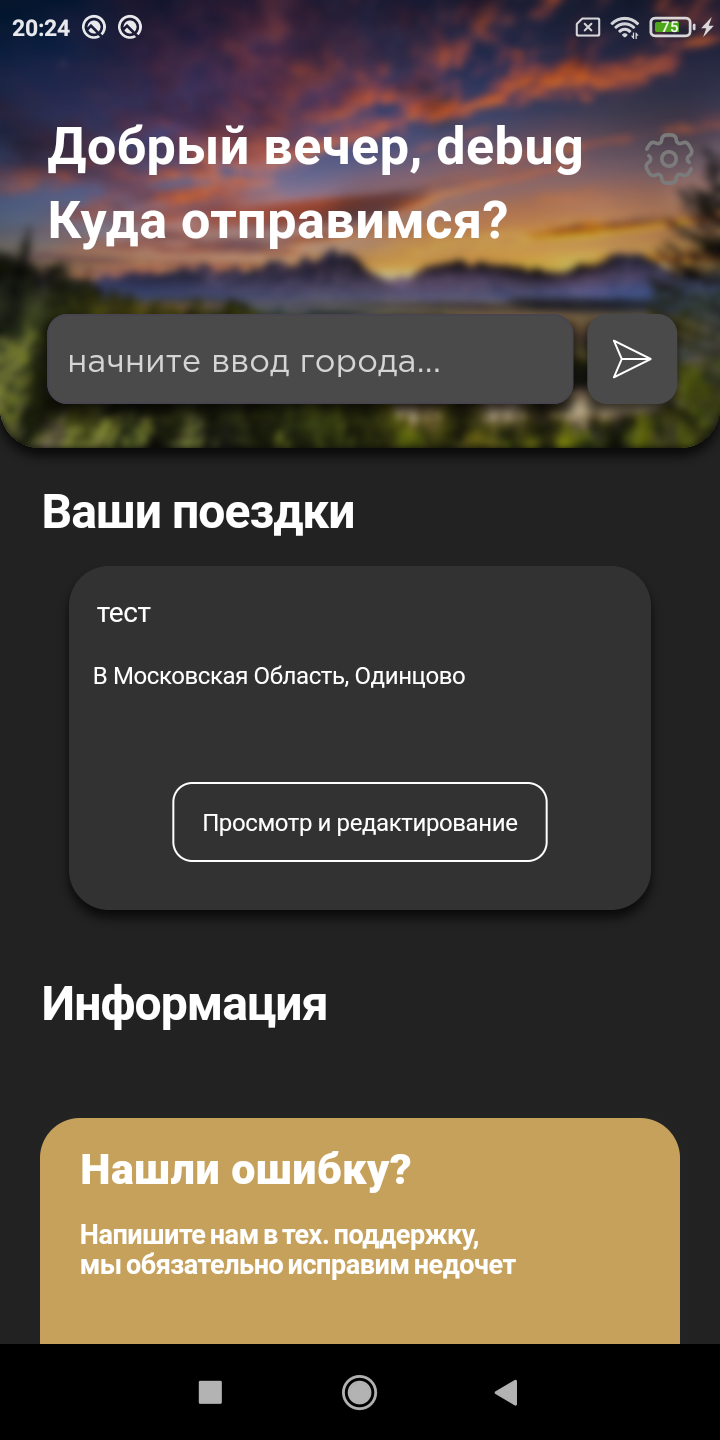 20:24
75
Добрый вечер, debug
Куда отправимся?
начните ввод города...
Ваши поездки
тест
В Московская Область, Одинцово
Просмотр и редактирование
Информация
Нашли ошибку?
Напишите нам в тех. поддержку,
мы обязательно исправим недочет